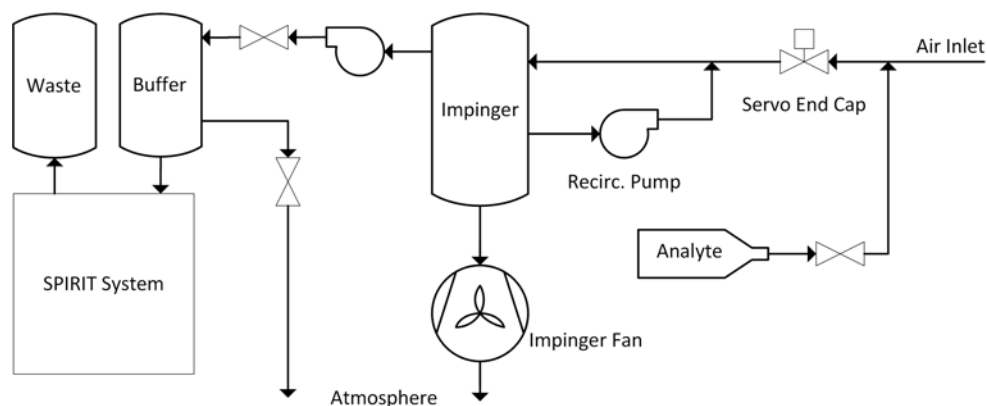 Air Inlet
Waste
Buffer
Impinger
Servo End Cap
Recirc. Pump
Analyte
SPIRIT System
Impinger Fan
Atmosphere